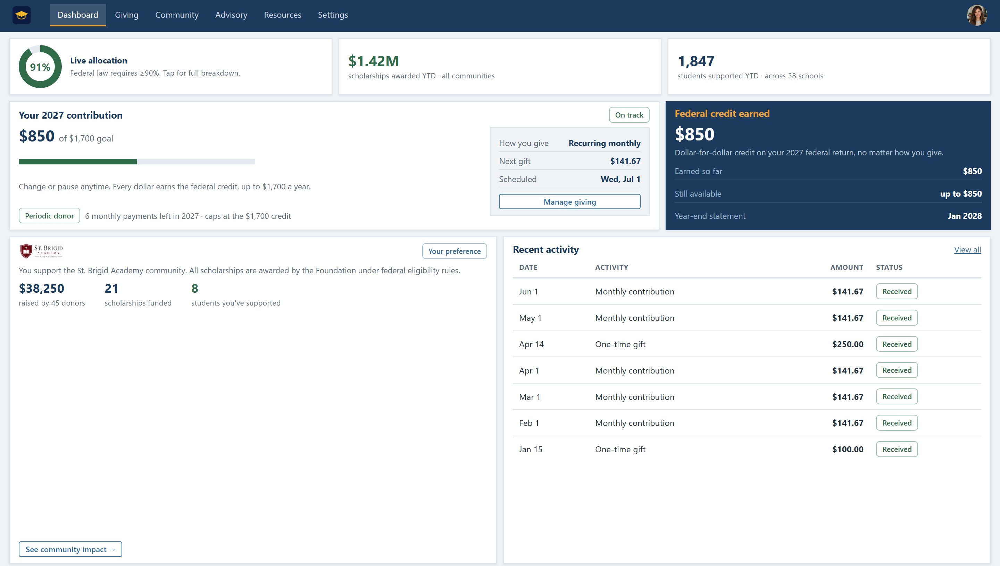 Dashboard Giving Community Advisory Resources Settings
91%
Live allocation
Federal law requires ≥90%. Tap for full breakdown.
$1.42M
scholarships awarded YTD · all communities
1,847
students supported YTD · across 38 schools
Your 2027 contribution
On track
$850 of $1,700 goal
Change or pause anytime. Every dollar earns the federal credit, up to $1,700 a year.
Periodic donor 6 monthly payments left in 2027 · caps at the $1,700 credit
How you give Recurring monthly
Next gift $141.67
Scheduled Wed, Jul 1
Manage giving
Federal credit earned
$850
Dollar-for-dollar credit on your 2027 federal return, no matter how you give.
Earned so far $850
Still available up to $850
Year-end statement Jan 2028
St. Brigid
ACADEMY
EXAMPLE SCHOOL
Your preference
You support the St. Brigid Academy community. All scholarships are awarded by the Foundation under federal eligibility rules.
$38,250 21 8
raised by 45 donors scholarships funded students you've supported
See community impact →
Recent activity View all
DATE ACTIVITY AMOUNT STATUS
Jun 1 Monthly contribution $141.67 Received
May 1 Monthly contribution $141.67 Received
Apr 14 One-time gift $250.00 Received
Apr 1 Monthly contribution $141.67 Received
Mar 1 Monthly contribution $141.67 Received
Feb 1 Monthly contribution $141.67 Received
Jan 15 One-time gift $100.00 Received